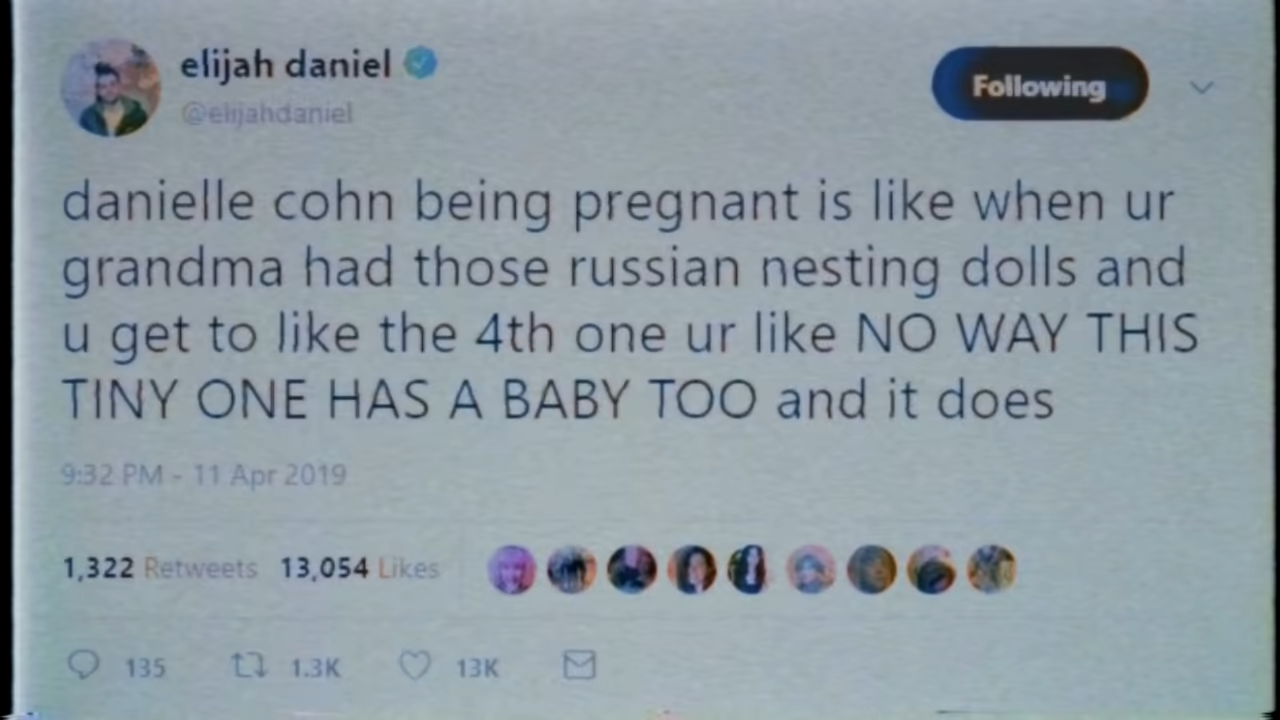 elijah daniel
@elijahdaniel
Following
danielle cohn being pregnant is like when ur
grandma had those russian nesting dolls and
u get to like the 4th one ur like NO WAY THIS
TINY ONE HAS A BABY TOO and it does
9:32 PM - 11 Apr 2019
1,322 Retweets 13,054 Likes
135 1.3K 13K